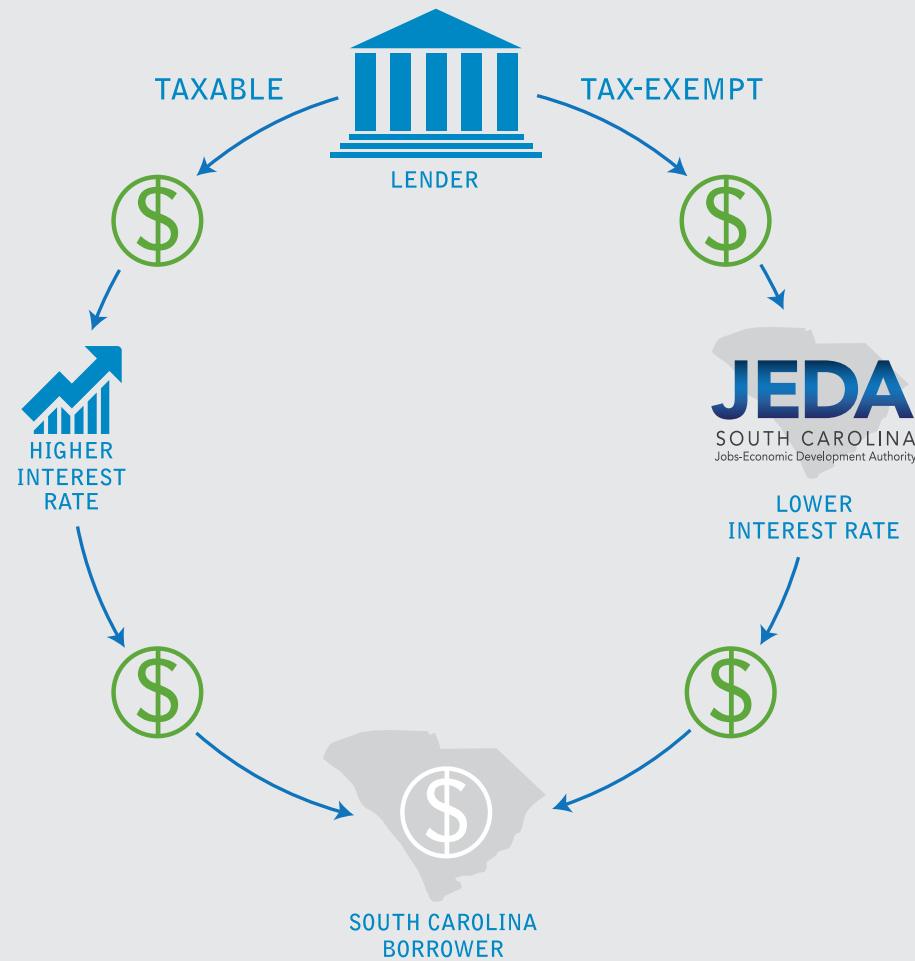 TAXABLE
TAX-EXEMPT
LENDER
$
$
HIGHER
INTEREST
RATE
JEDA
SOUTH CAROLINA
Jobs-Economic Development Authority
LOWER
INTEREST RATE
$
$
$
SOUTH CAROLINA
BORROWER